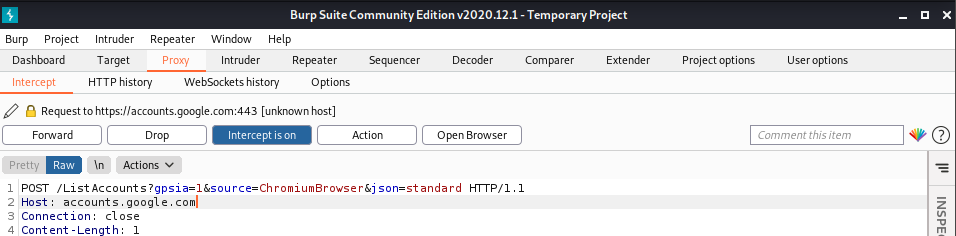 Burp Suite Community Edition v2020.12.1 - Temporary Project
Burp Project Intruder Repeater Window Help
Dashboard Target Proxy Intruder Repeater Sequencer Decoder Comparer Extender Project options User options
Intercept HTTP history WebSockets history Options
Request to https://accounts.google.com:443 [unknown host]
Forward Drop Intercept is on Action Open Browser Comment this item ?
Pretty Raw \n Actions
1 POST /ListAccounts?gpsia=1&source=ChromiumBrowser&json=standard HTTP/1.1
2 Host: accounts.google.com
3 Connection: close
4 Content-Length: 1
INSPE